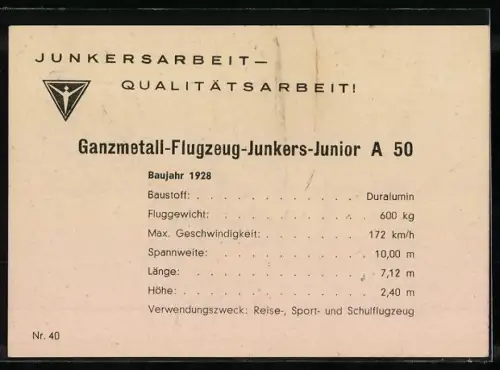 JUNKERSARBEIT—
QUALITÄTSARBEIT!
Ganzmetall-Flugzeug-Junkers-Junior A 50
Baujahr 1928
Baustoff: . . . . . . . . . . . . Duralumin
Fluggewicht: . . . . . . . . . . . 600 kg
Max. Geschwindigkeit: . . . . . . . 172 km/h
Spannweite: . . . . . . . . . . . 10,00 m
Länge: . . . . . . . . . . . . . 7,12 m
Höhe: . . . . . . . . . . . . . 2,40 m
Verwendungszweck: Reise-, Sport- und Schulflugzeug
Nr. 40